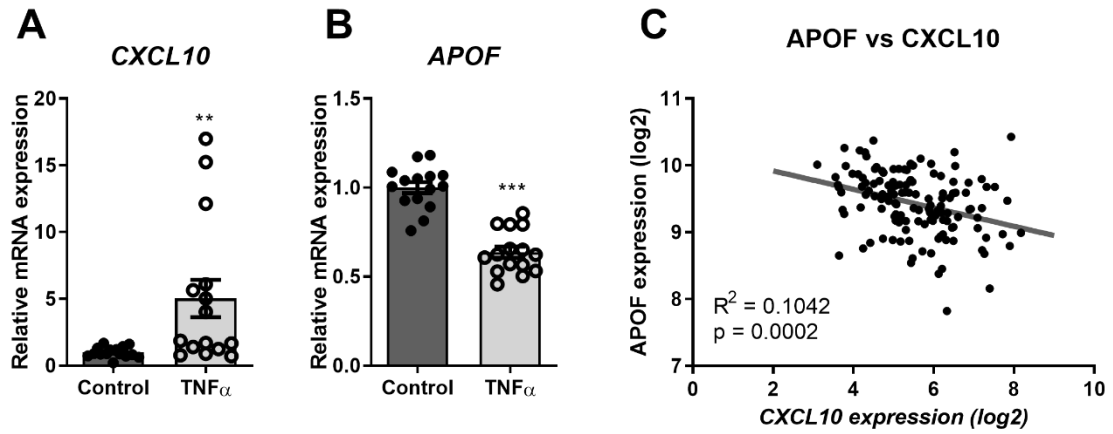 A
CXCL10
Relative mRNA expression
20
15
10
5
0
**
Control
TNFα
B
APOF
Relative mRNA expression
1.5
1.0
0.5
0.0
***
Control
TNFα
C
APOF vs CXCL10
APOF expression (log2)
11
10
9
8
7
R² = 0.1042
p = 0.0002
0 2 4 6 8 10
CXCL10 expression (log2)